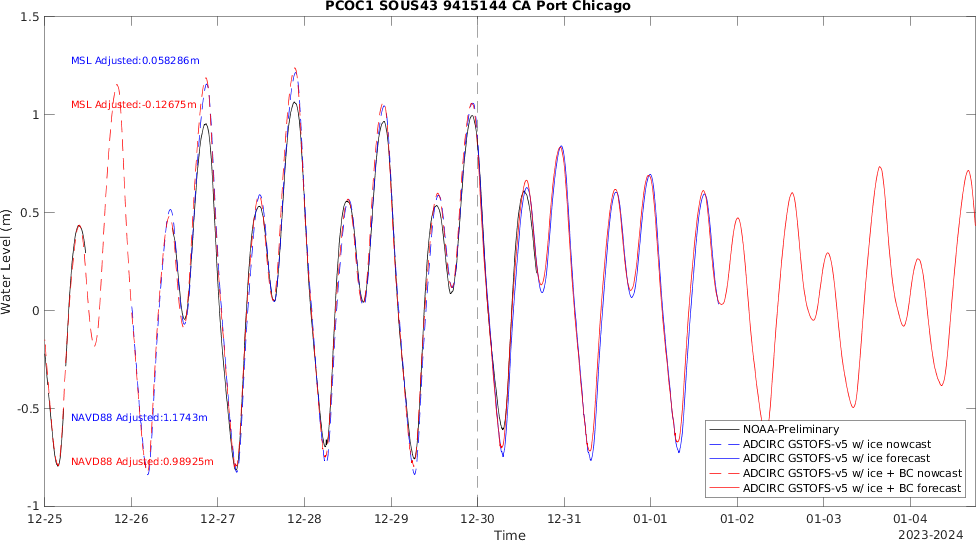 PCOC1 SOUS43 9415144 CA Port Chicago
1.5
MSL Adjusted:0.058286m
MSL Adjusted:-0.12675m
1
0.5
Water Level (m)
0
-0.5
NAVD88 Adjusted:1.1743m
NAVD88 Adjusted:0.98925m
-1
NOAA-Preliminary
ADCIRC GSTOFS-v5 w/ ice nowcast
ADCIRC GSTOFS-v5 w/ ice forecast
ADCIRC GSTOFS-v5 w/ ice + BC nowcast
ADCIRC GSTOFS-v5 w/ ice + BC forecast
12-25 12-26 12-27 12-28 12-29 12-30 12-31 01-01 01-02 01-03 01-04
Time
2023-2024